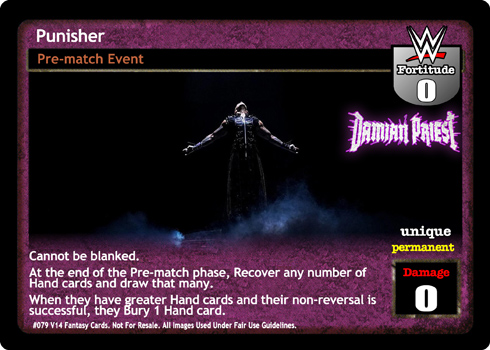 Punisher
Pre-match Event
W
Fortitude
0
DAMIAN PRIEST
unique
permanent
Damage
0
Cannot be blanked.
At the end of the Pre-match phase, Recover any number of
Hand cards and draw that many.
When they have greater Hand cards and their non-reversal is
successful, they Bury 1 Hand card.
#079 V14 Fantasy Cards. Not For Resale. All Images Used Under Fair Use Guidelines.